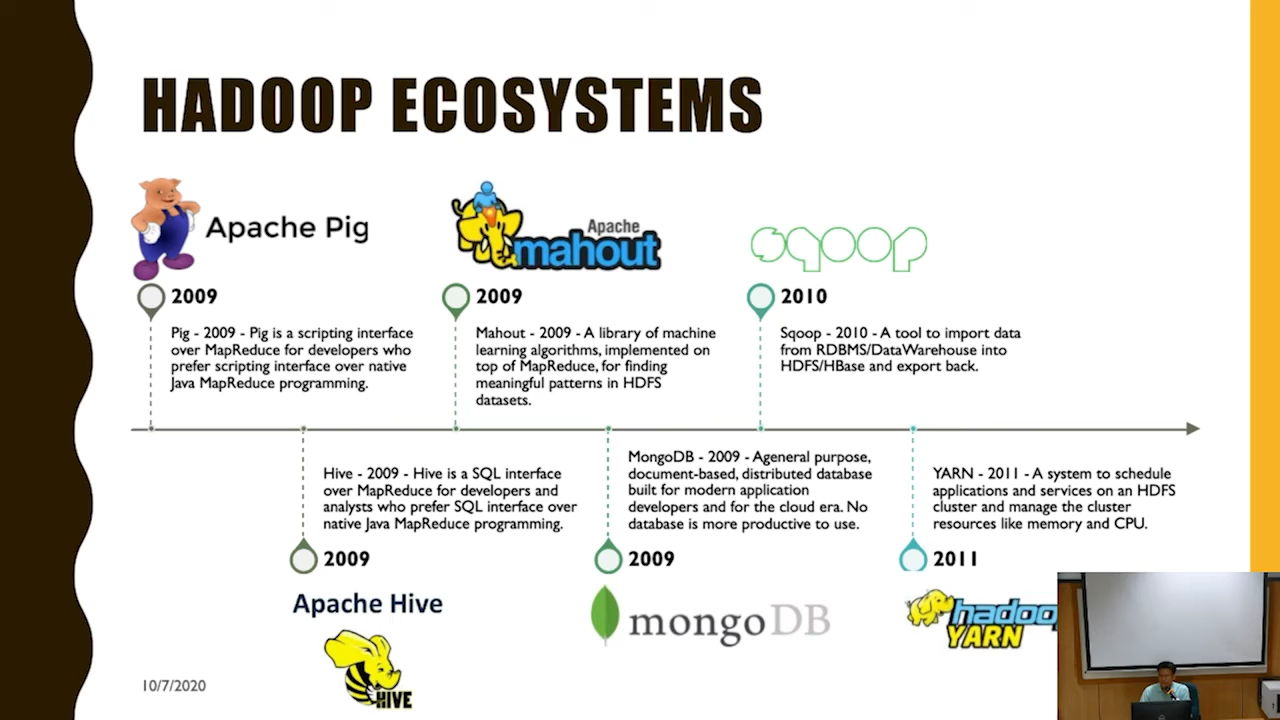 HADOOP ECOSYSTEMS
Apache Pig
Apache
mahout
sqoop
2009
Pig - 2009 - Pig is a scripting interface
over MapReduce for developers who
prefer scripting interface over native
Java MapReduce programming.
2009
Mahout - 2009 - A library of machine
learning algorithms, implemented on
top of MapReduce, for finding
meaningful patterns in HDFS
datasets.
2010
Sqoop - 2010 - A tool to import data
from RDBMS/DataWarehouse into
HDFS/HBase and export back.
Hive - 2009 - Hive is a SQL interface
over MapReduce for developers and
analysts who prefer SQL interface over
native Java MapReduce programming.
2009
Apache Hive
HIVE
MongoDB - 2009 - Ageneral purpose,
document-based, distributed database
built for modern application
developers and for the cloud era. No
database is more productive to use.
2009
mongoDB
YARN - 2011 - A system to schedule
applications and services on an HDFS
cluster and manage the cluster
resources like memory and CPU.
2011
hadoop
YARN
10/7/2020